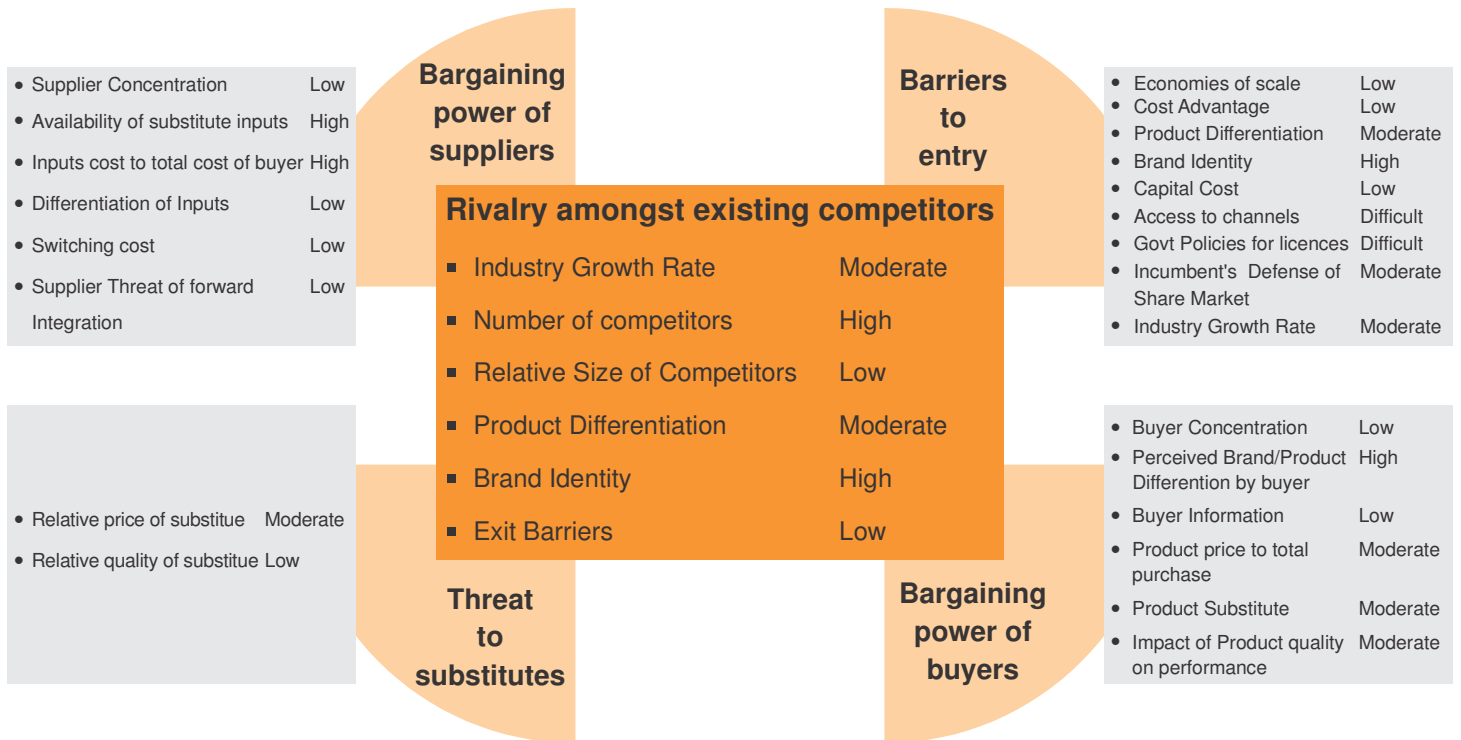 Bargaining
power of
suppliers
• Supplier Concentration Low
• Availability of substitute inputs High
• Inputs cost to total cost of buyer High
• Differentiation of Inputs Low
• Switching cost Low
• Supplier Threat of forward Low
Integration
Barriers
to
entry
• Economies of scale Low
• Cost Advantage Low
• Product Differentiation Moderate
• Brand Identity High
• Capital Cost Low
• Access to channels Difficult
• Govt Policies for licences Difficult
• Incumbent's Defense of Moderate
Share Market
• Industry Growth Rate Moderate
Rivalry amongst existing competitors
▪ Industry Growth Rate Moderate
▪ Number of competitors High
▪ Relative Size of Competitors Low
▪ Product Differentiation Moderate
▪ Brand Identity High
▪ Exit Barriers Low
• Relative price of substitue Moderate
• Relative quality of substitue Low
Threat
to
substitutes
Bargaining
power of
buyers
• Buyer Concentration Low
• Perceived Brand/Product High
Differention by buyer
• Buyer Information Low
• Product price to total Moderate
purchase
• Product Substitute Moderate
• Impact of Product quality Moderate
on performance